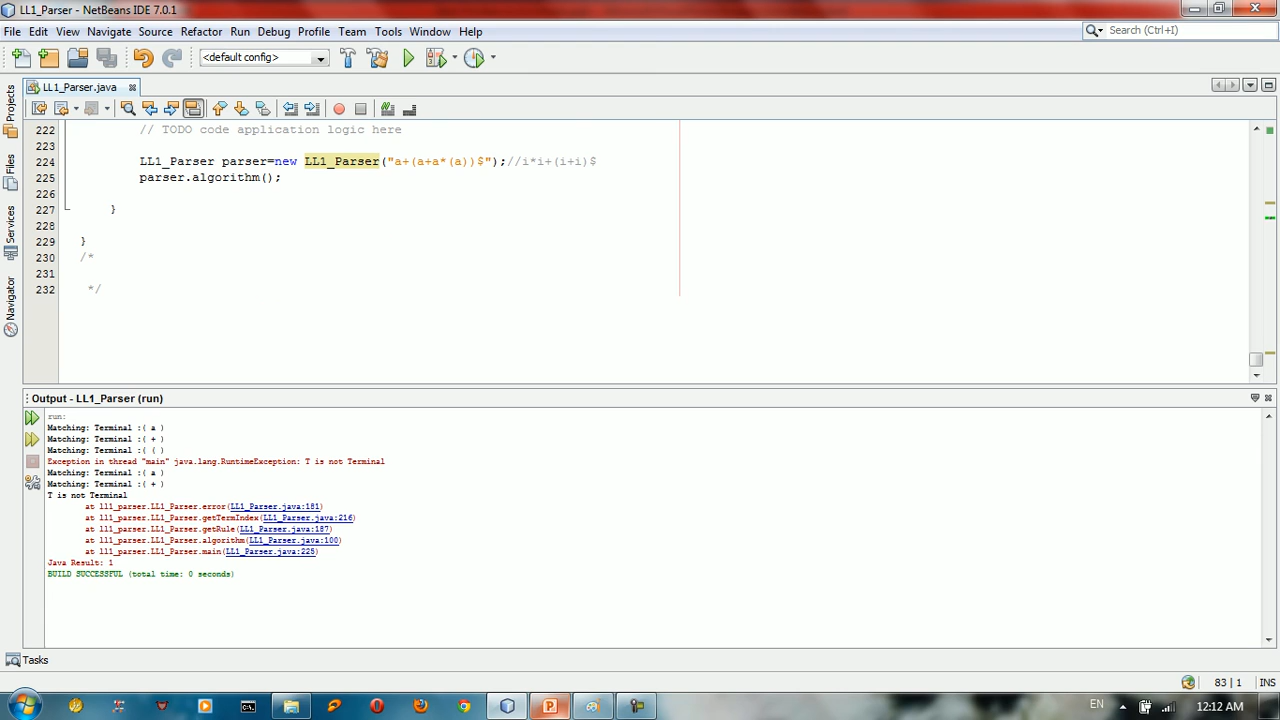 LL1_Parser - NetBeans IDE 7.0.1
File Edit View Navigate Source Refactor Run Debug Profile Team Tools Window Help
Search (Ctrl+I)
<default config>
LL1_Parser.java
Projects
Files
Services
Navigator
222 // TODO code application logic here
223
224 LL1_Parser parser=new LL1_Parser("a+(a+a*(a))$");//i*i+(i+i)$
225 parser.algorithm();
226
227 }
228
229 }
230 /*
231
232 */
Output - LL1_Parser (run)
run:
Matching: Terminal :( a )
Matching: Terminal :( + )
Matching: Terminal :( ( )
Exception in thread "main" java.lang.RuntimeException: T is not Terminal
Matching: Terminal :( a )
Matching: Terminal :( + )
T is not Terminal
at ll1_parser.LL1_Parser.error(LL1_Parser.java:181)
at ll1_parser.LL1_Parser.getTermIndex(LL1_Parser.java:216)
at ll1_parser.LL1_Parser.getRule(LL1_Parser.java:187)
at ll1_parser.LL1_Parser.algorithm(LL1_Parser.java:100)
at ll1_parser.LL1_Parser.main(LL1_Parser.java:225)
Java Result: 1
BUILD SUCCESSFUL (total time: 0 seconds)
Tasks
83 | 1 INS
EN
12:12 AM